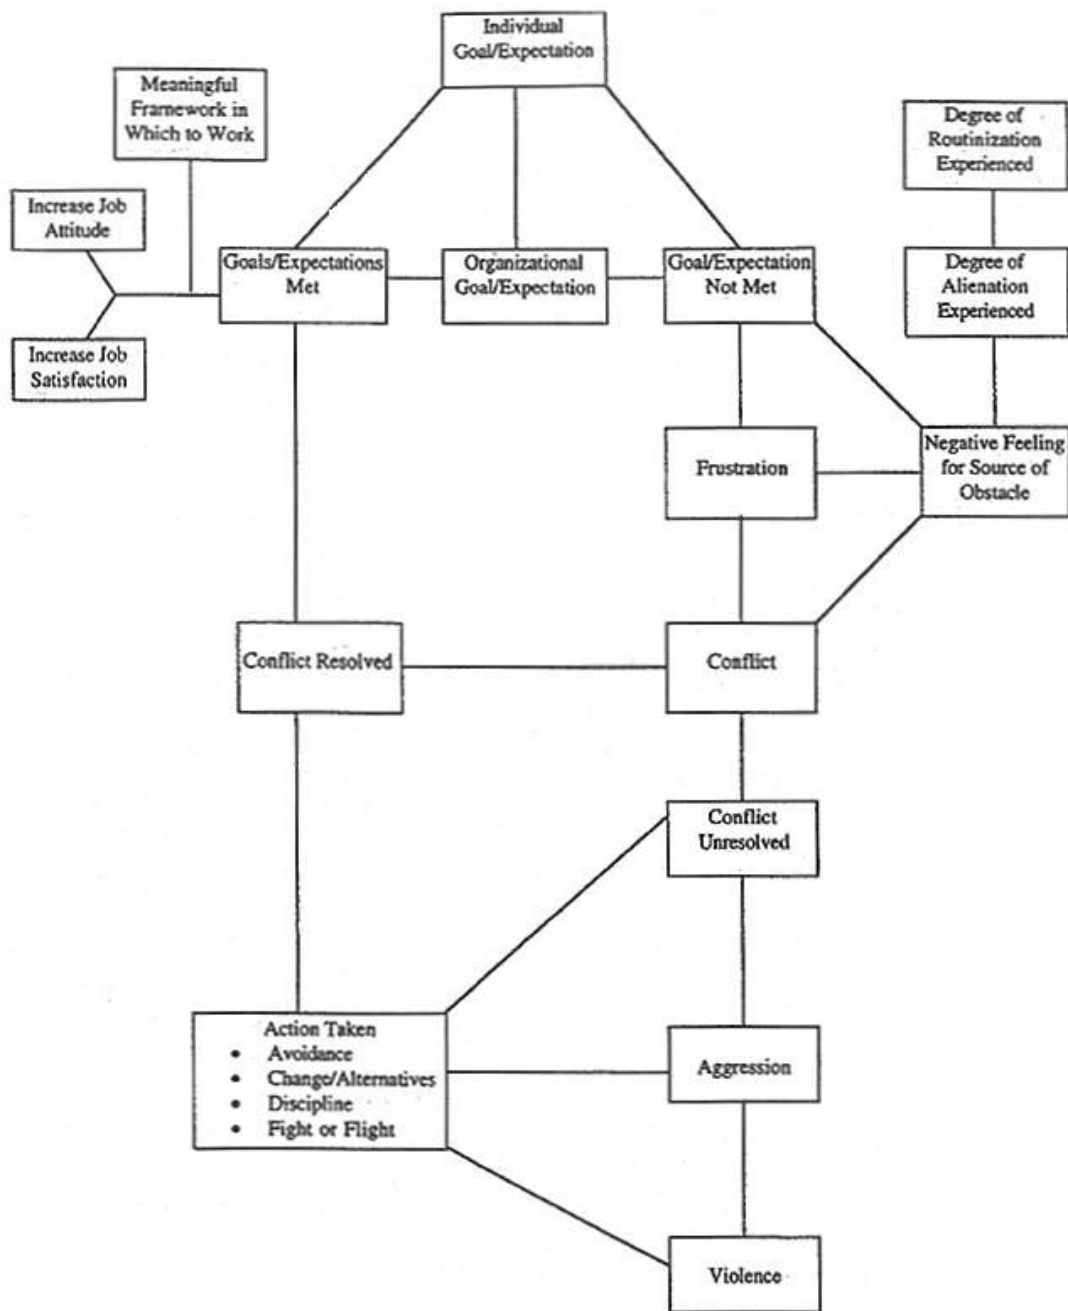 Individual
Goal/Expectation
Meaningful
Framework in
Which to Work
Degree of
Routinization
Experienced
Increase Job
Attitude
Goals/Expectations
Met
Organizational
Goal/Expectation
Goal/Expectation
Not Met
Degree of
Alienation
Experienced
Increase Job
Satisfaction
Frustration
Negative Feeling
for Source of
Obstacle
Conflict Resolved
Conflict
Conflict
Unresolved
Action Taken
• Avoidance
• Change/Alternatives
• Discipline
• Fight or Flight
Aggression
Violence